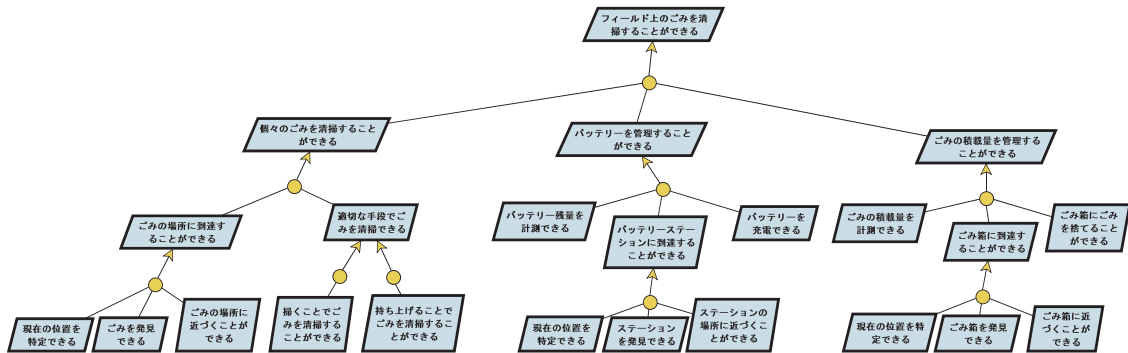 フィールド上のごみを清
掃することができる
個々のごみを清掃すること
ができる
バッテリーを管理すること
ができる
ごみの積載量を管理する
ことができる
ごみの場所に到達す
ることができる
適切な手段でご
みを清掃できる
バッテリー残量を
計測できる
バッテリーステー
ションに到達する
ことができる
バッテリーを
充電できる
ごみの積載量を
計測できる
ごみ箱に到達す
ることができる
ごみ箱にごみ
を捨てること
ができる
現在の位置を
特定できる
ごみを発見
できる
ごみの場所に
近づくことが
できる
掃くことでご
みを清掃する
ことができる
持ち上げることで
ごみを清掃するこ
とができる
現在の位置を
特定できる
ステーション
を発見できる
ステーションの
場所に近づくこ
とができる
現在の位置を特
定できる
ごみ箱を発見
できる
ごみ箱に近
づくことが
できる